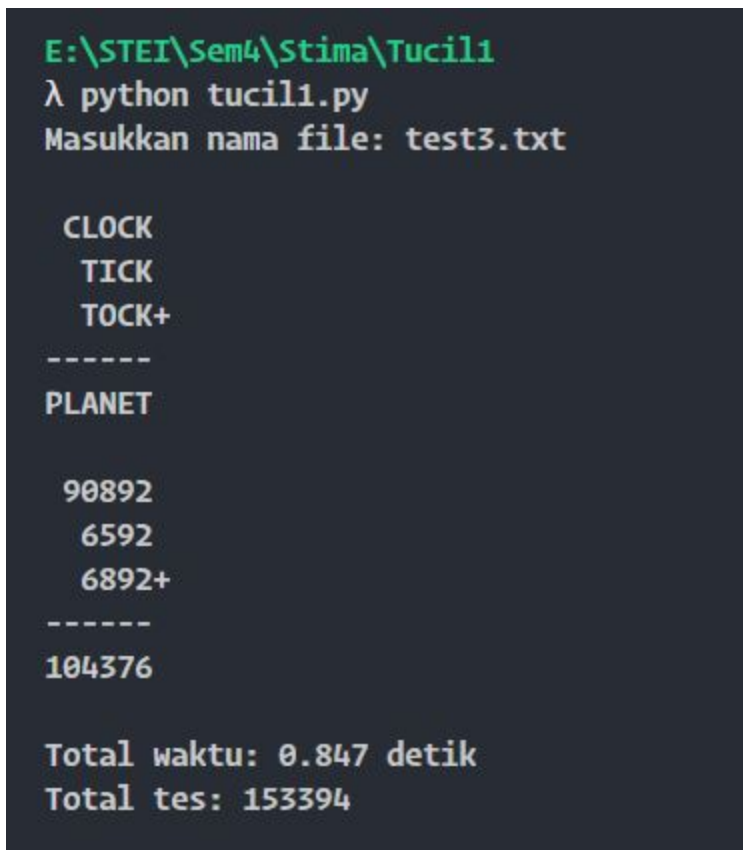 E:\STEI\Sem4\Stima\Tucil1
λ python tucil1.py
Masukkan nama file: test3.txt
CLOCK
TICK
TOCK+
------
PLANET
90892
6592
6892+
------
104376
Total waktu: 0.847 detik
Total tes: 153394